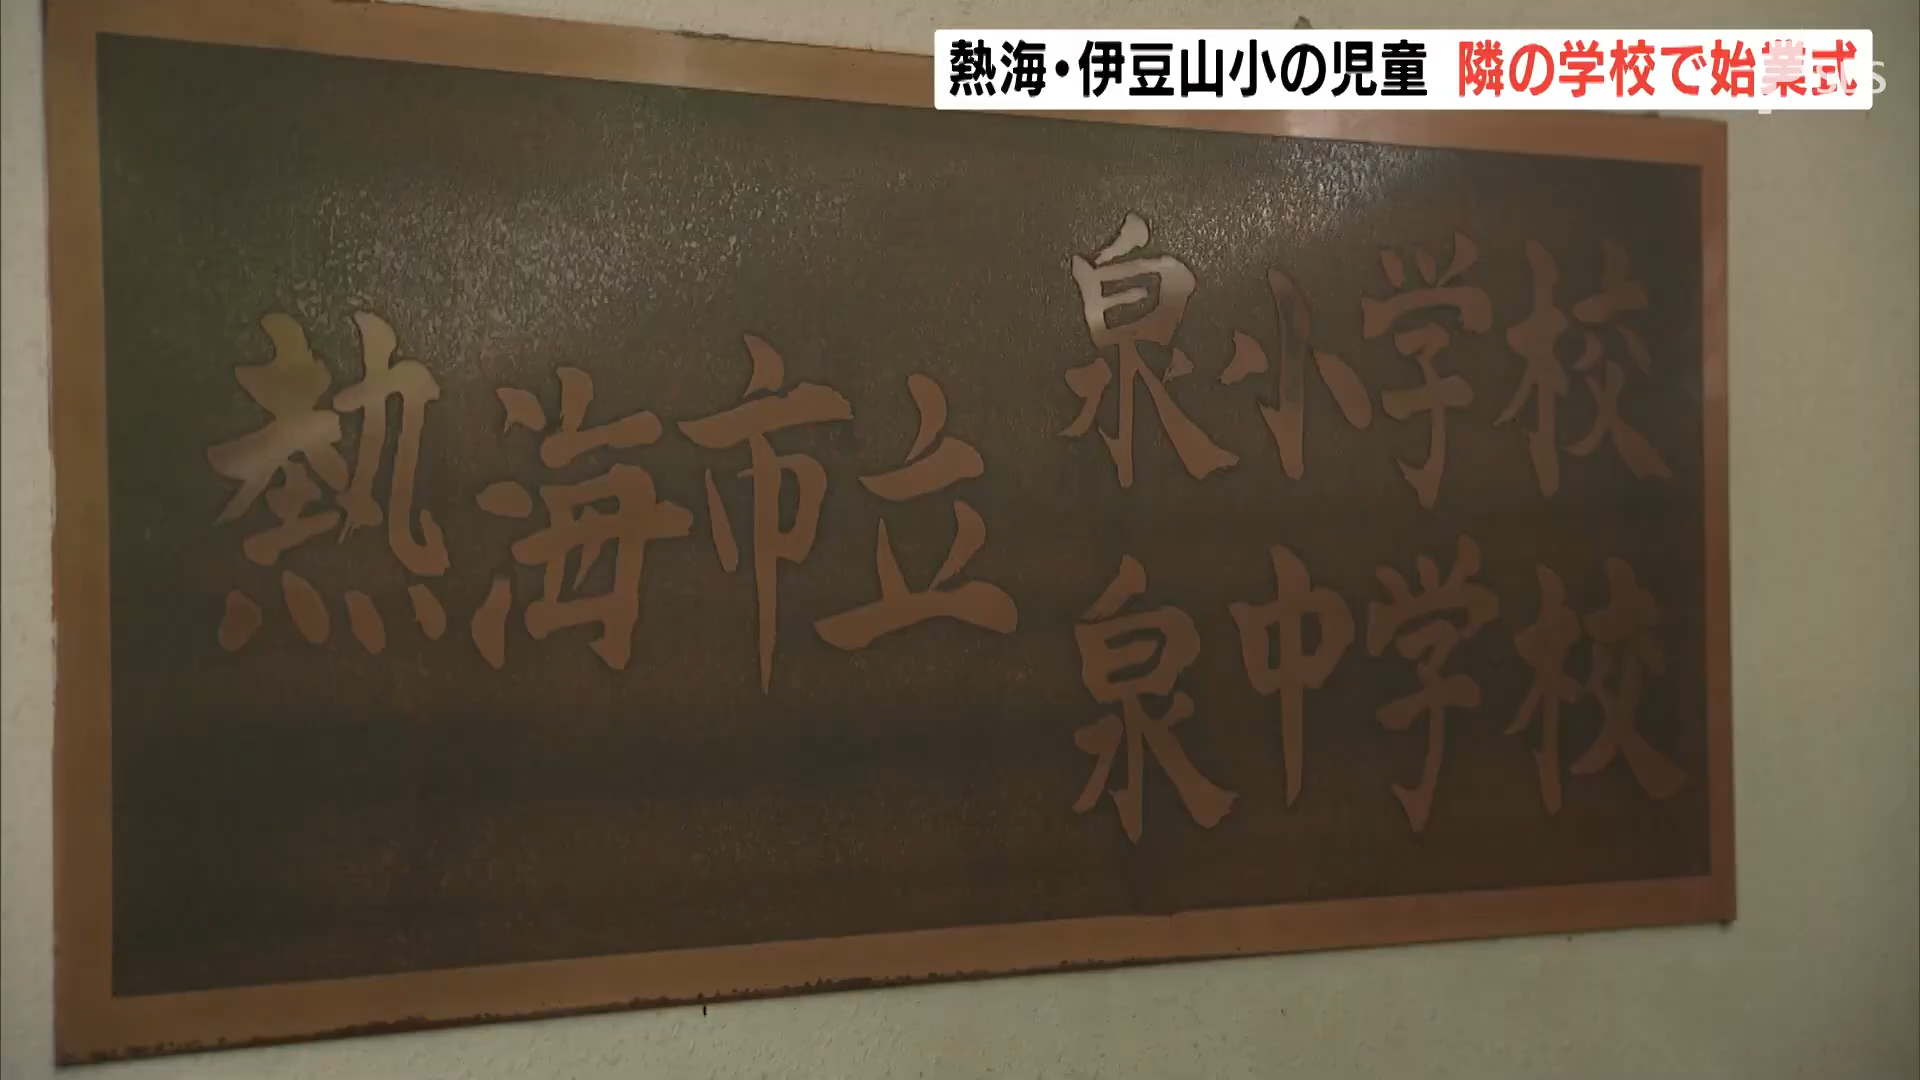 熱海・伊豆山小の児童 隣の学校で始業式
熱海市立
泉小学校
泉中学校